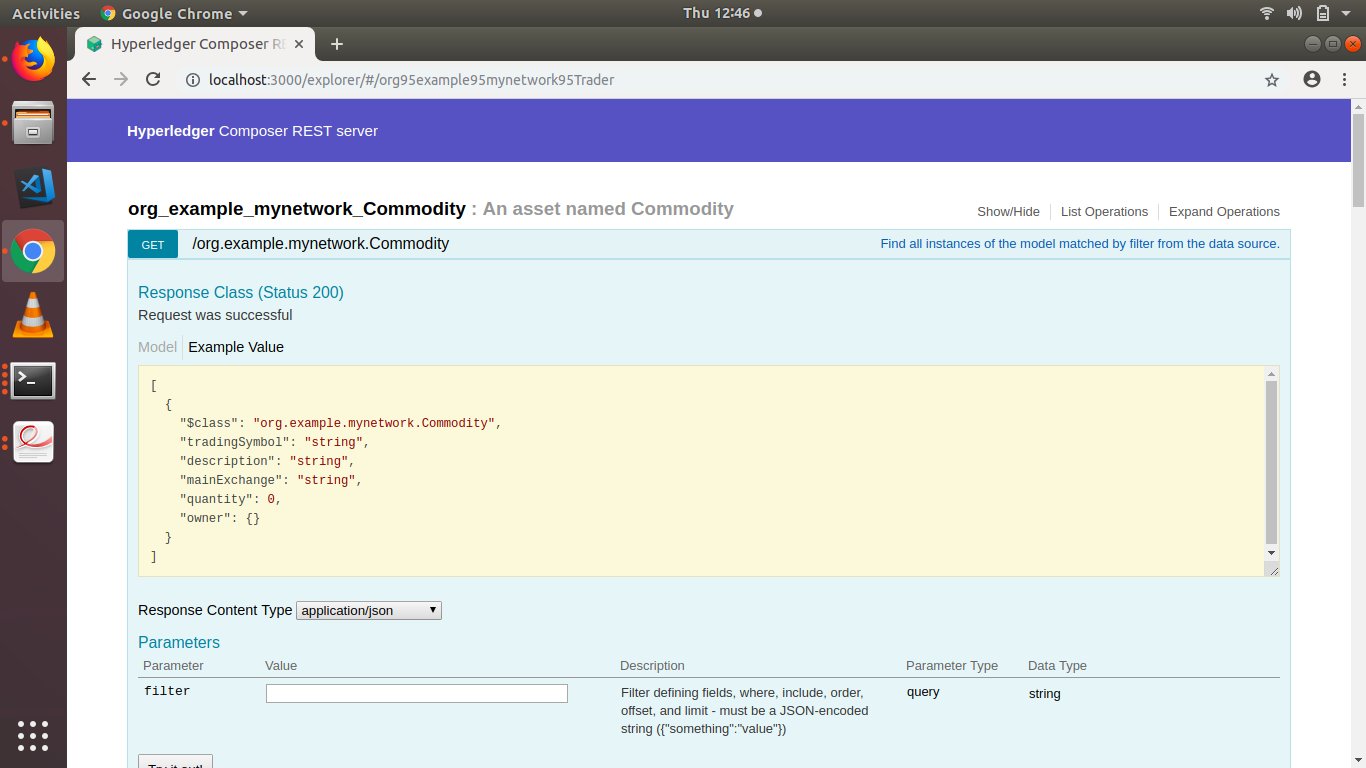 Activities Google Chrome Thu 12:46
Hyperledger Composer RE
localhost:3000/explorer/#/org95example95mynetwork95Trader
Hyperledger Composer REST server
org_example_mynetwork_Commodity : An asset named Commodity
Show/Hide List Operations Expand Operations
GET /org.example.mynetwork.Commodity Find all instances of the model matched by filter from the data source.
Response Class (Status 200)
Request was successful
Model Example Value
[
{
"$class": "org.example.mynetwork.Commodity",
"tradingSymbol": "string",
"description": "string",
"mainExchange": "string",
"quantity": 0,
"owner": {}
}
]
Response Content Type application/json
Parameters
Parameter Value Description Parameter Type Data Type
filter Filter defining fields, where, include, order, query string
offset, and limit - must be a JSON-encoded
string ({"something":"value"})
Try it out!